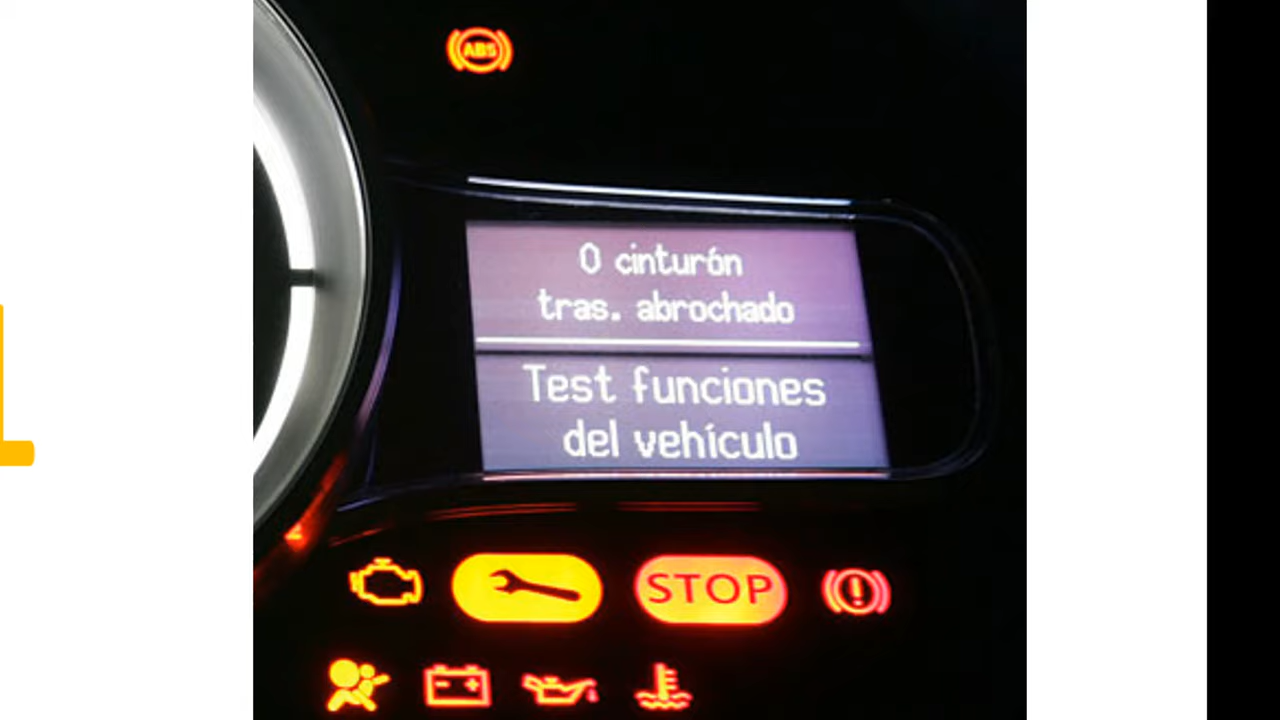 ABS
0 cinturón
tras. abrochado
Test funciones
del vehículo
STOP